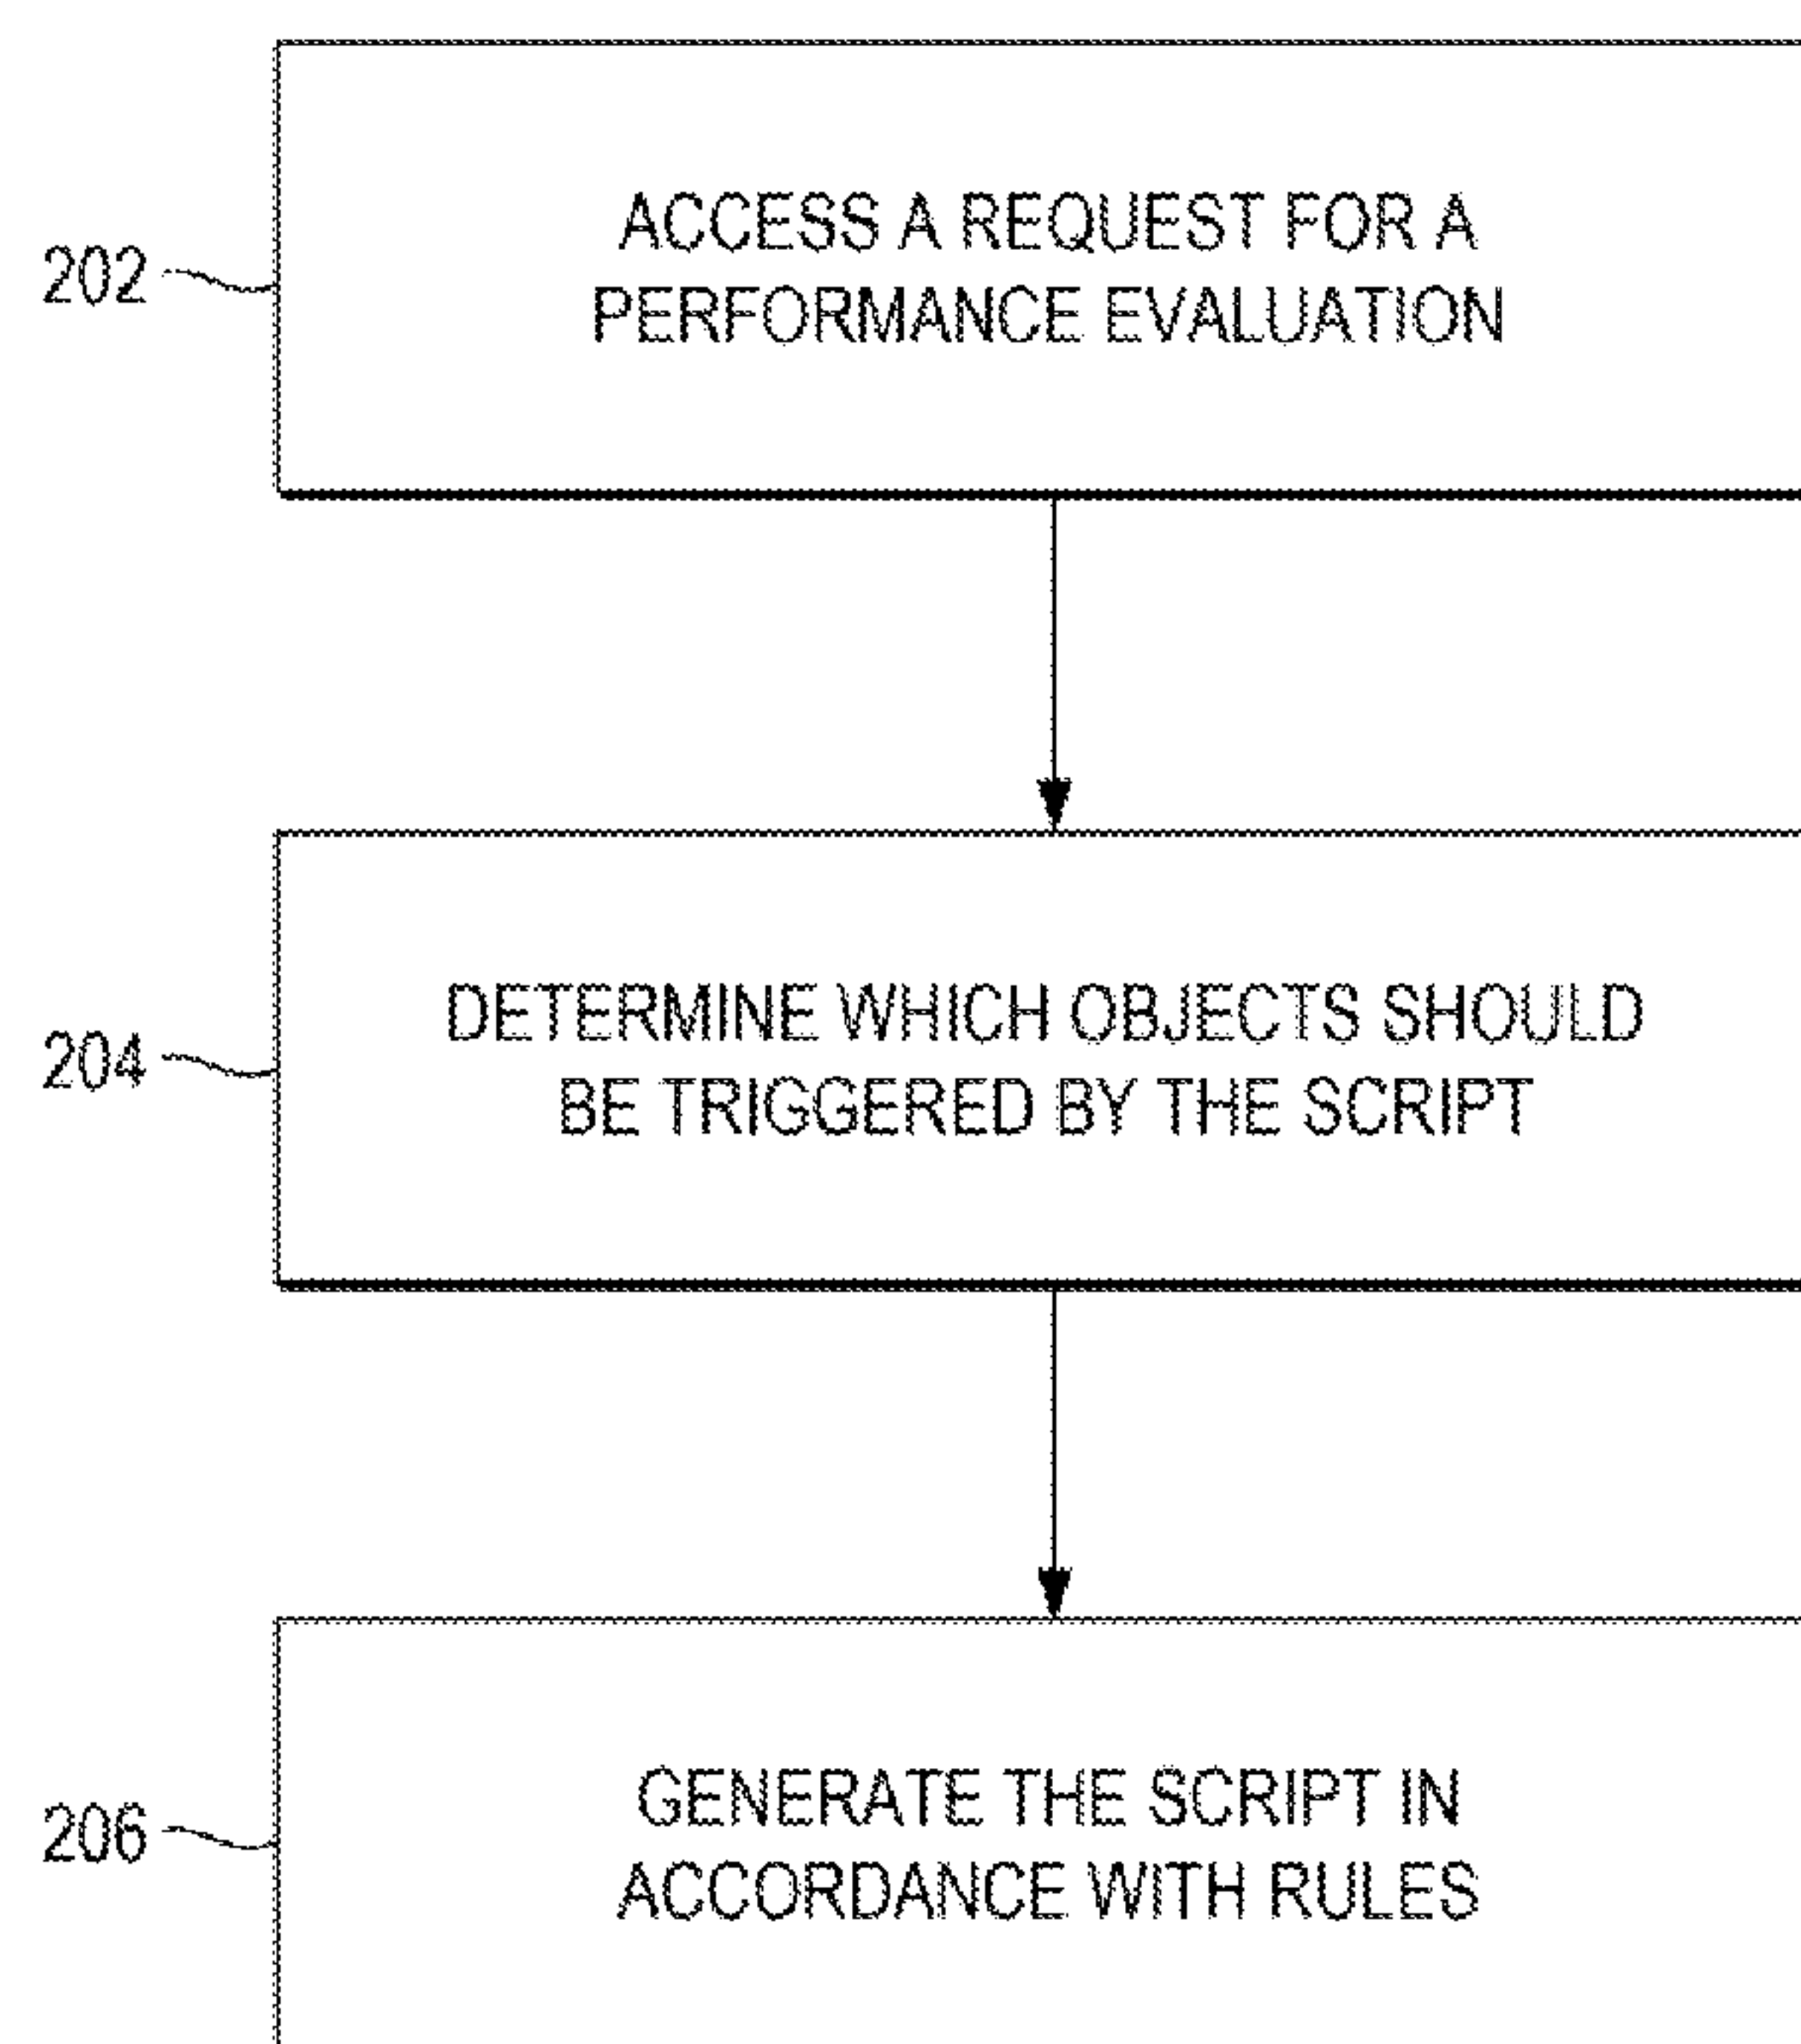 202
ACCESS A REQUEST FOR A
PERFORMANCE EVALUATION
204
DETERMINE WHICH OBJECTS SHOULD
BE TRIGGERED BY THE SCRIPT
206
GENERATE THE SCRIPT IN
ACCORDANCE WITH RULES